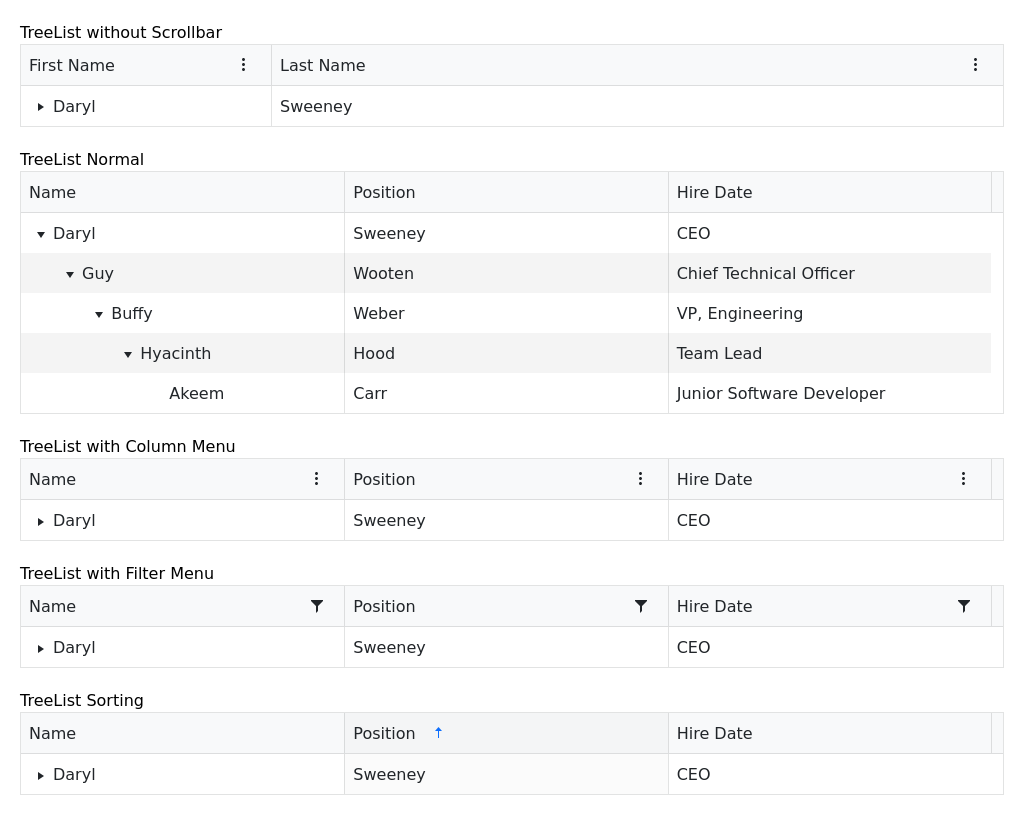 TreeList without Scrollbar
First Name Last Name
Daryl Sweeney
TreeList Normal
Name Position Hire Date
Daryl Sweeney CEO
Guy Wooten Chief Technical Officer
Buffy Weber VP, Engineering
Hyacinth Hood Team Lead
Akeem Carr Junior Software Developer
TreeList with Column Menu
Name Position Hire Date
Daryl Sweeney CEO
TreeList with Filter Menu
Name Position Hire Date
Daryl Sweeney CEO
TreeList Sorting
Name Position Hire Date
Daryl Sweeney CEO